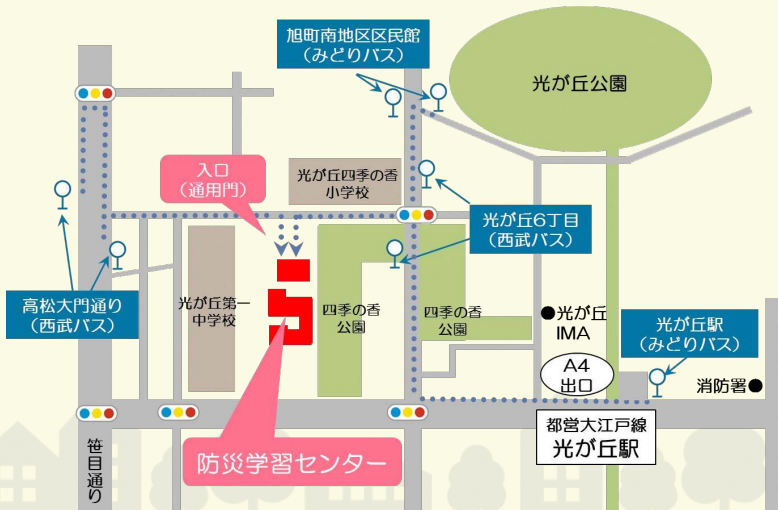 旭町南地区区民館
（みどりバス）
光が丘公園
入口
（通用門）
光が丘四季の香
小学校
光が丘6丁目
（西武バス）
高松大門通り
（西武バス）
光が丘第一
中学校
四季の香
公園
四季の香
公園
●光が丘
IMA
光が丘駅
（みどりバス）
A4
出口
消防署●
都営大江戸線
光が丘駅
防災学習センター
笹目通り